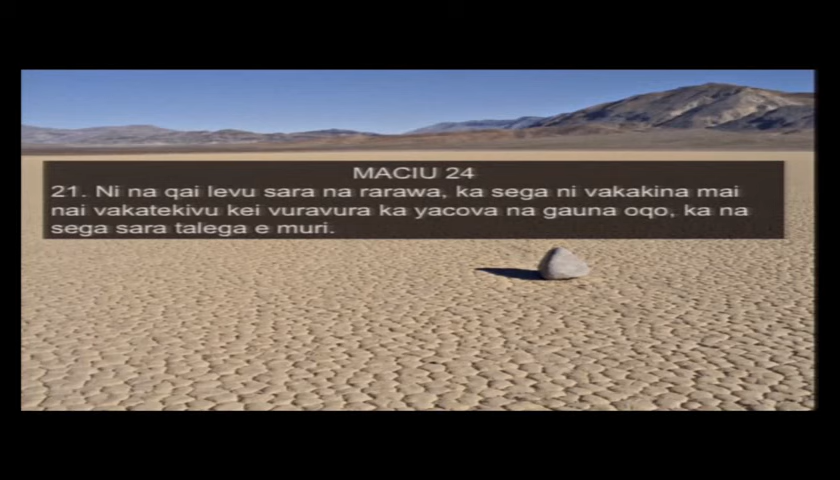 MACIU 24
21. Ni na qai levu sara na rarawa, ka sega ni vakakina mai
nai vakatekivu kei vuravura ka yacova na gauna oqo, ka na
sega sara talega e muri.